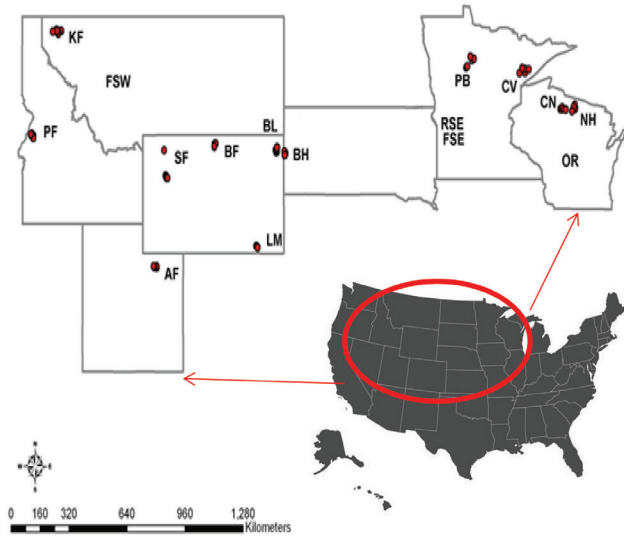 KF
FSW
PB
CV
CN
NH
PF
BL
RSE
FSE
SF
BF
BH
OR
LM
AF
N
W E
S
0 160 320 640 960 1,280
Kilometers